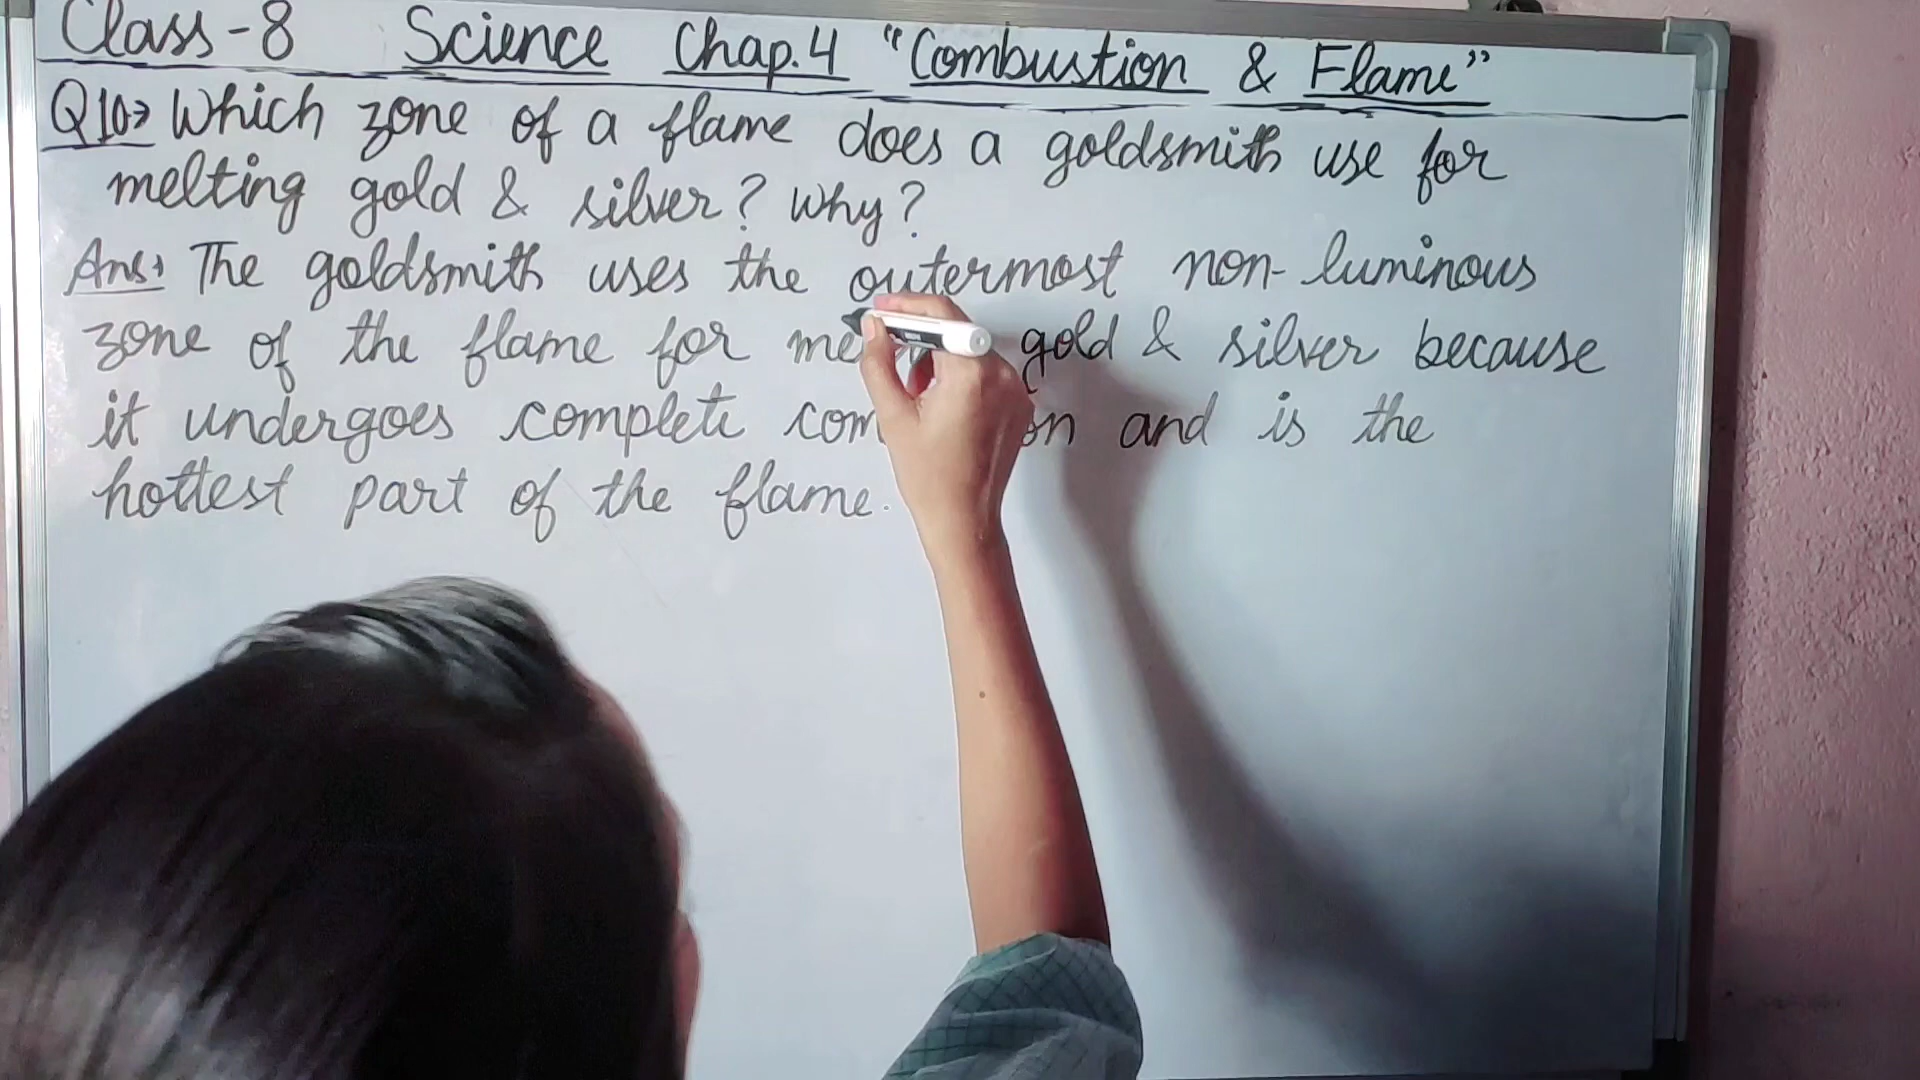 Class-8 Science Chap.4 "Combustion & Flame"
Q10⇒ Which zone of a flame does a goldsmith use for
melting gold & silver? Why?
Ans⇒ The goldsmith uses the outermost non-luminous
zone of the flame for gold & silver because
it undergoes complete and is the
hottest part of the flame.